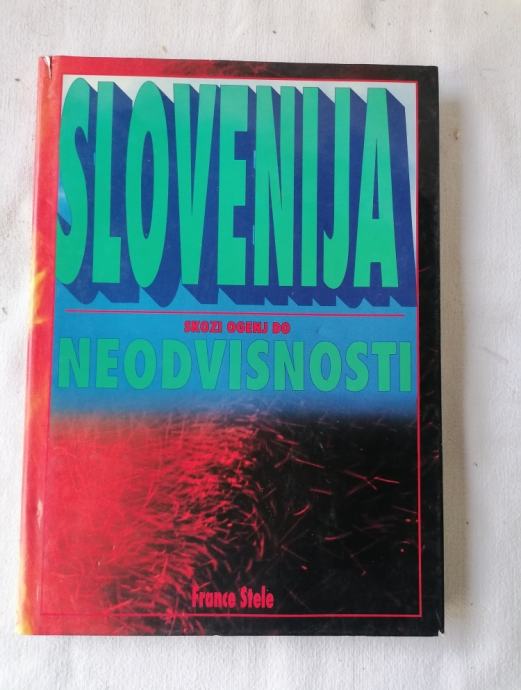 SLOVENIJA
SKOZI OGENJ DO
NEODVISNOSTI
France Stele